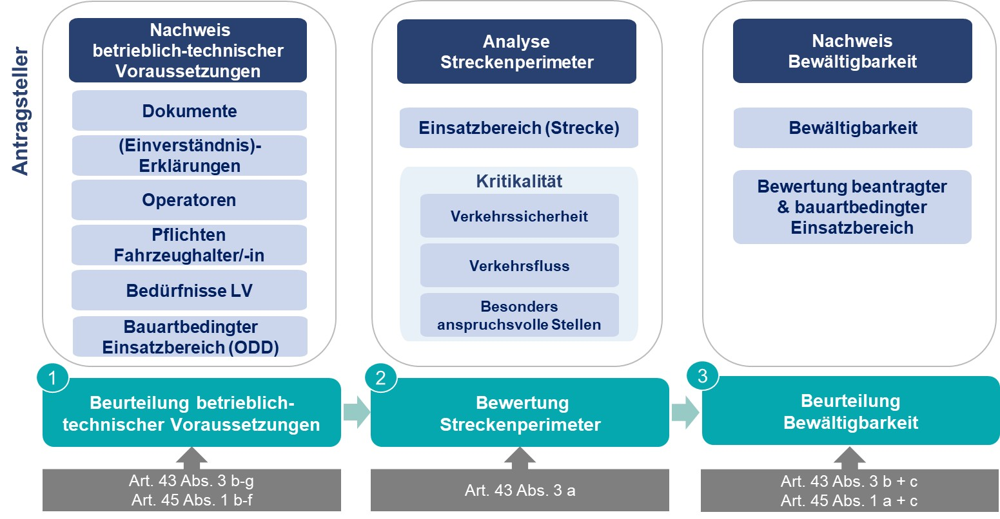 Antragsteller
Nachweis
betrieblich-technischer
Voraussetzungen
Dokumente
(Einverständnis)-
Erklärungen
Operatoren
Pflichten
Fahrzeughalter/-in
Bedürfnisse LV
Bauartbedingter
Einsatzbereich (ODD)
Analyse
Streckenperimeter
Einsatzbereich (Strecke)
Kritikalität
Verkehrssicherheit
Verkehrsfluss
Besonders
anspruchsvolle Stellen
Nachweis
Bewältigbarkeit
Bewältigbarkeit
Bewertung beantragter
& bauartbedingter
Einsatzbereich
1
Beurteilung betrieblich-
technischer Voraussetzungen
2
Bewertung
Streckenperimeter
3
Beurteilung
Bewältigbarkeit
Art. 43 Abs. 3 b-g
Art. 45 Abs. 1 b-f
Art. 43 Abs. 3 a
Art. 43 Abs. 3 b + c
Art. 45 Abs. 1 a + c